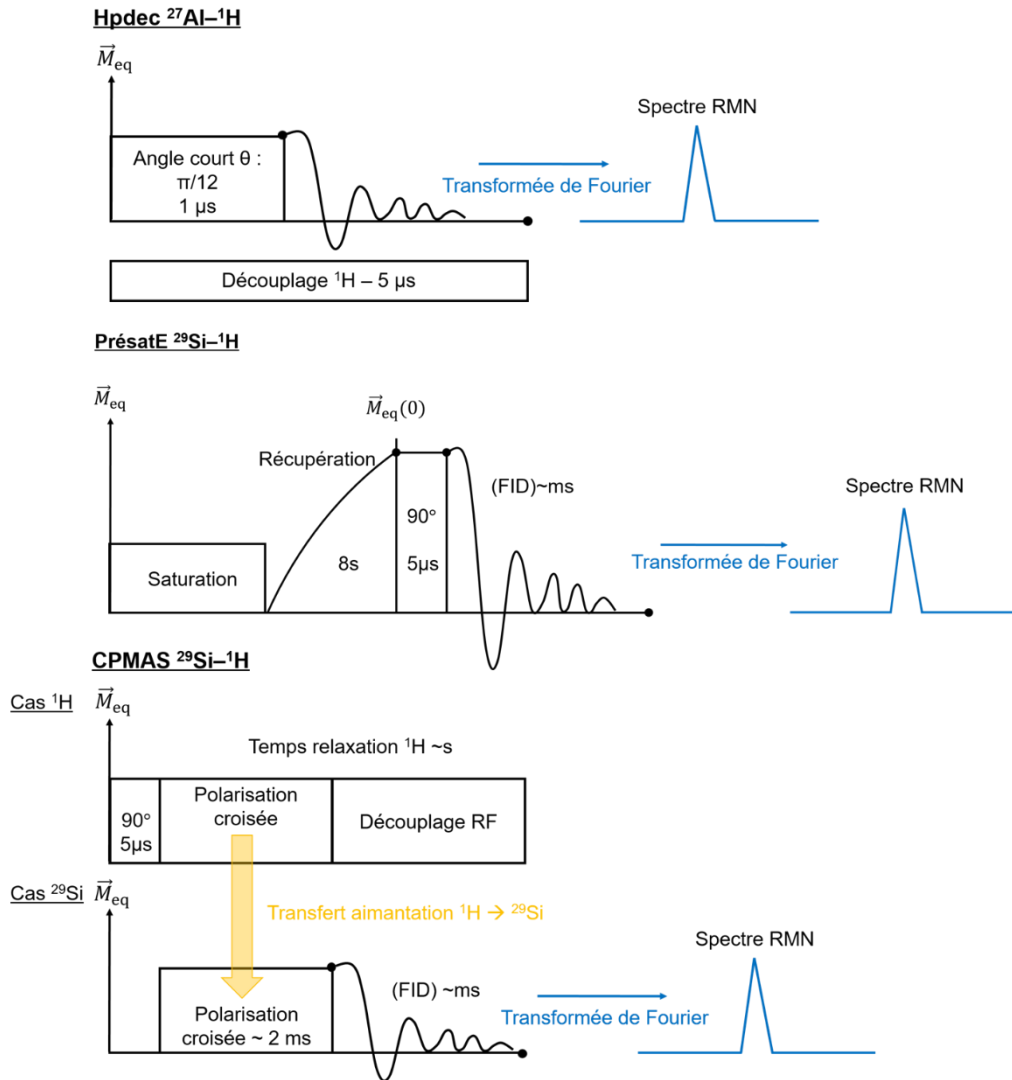 Hpdec ²⁷Al–¹H
M⃗eq
Spectre RMN
Angle court θ :
π/12
1 µs
Transformée de Fourier
Découplage ¹H – 5 µs
PrésatE ²⁹Si–¹H
M⃗eq
M⃗eq(0)
Récupération
(FID)~ms
Spectre RMN
90°
Saturation
8s
5µs
Transformée de Fourier
CPMAS ²⁹Si–¹H
Cas ¹H
M⃗eq
Temps relaxation ¹H ~s
Polarisation
croisée
90°
5µs
Découplage RF
Cas ²⁹Si
M⃗eq
Transfert aimantation ¹H → ²⁹Si
Spectre RMN
(FID) ~ms
Polarisation
croisée ~ 2 ms
Transformée de Fourier